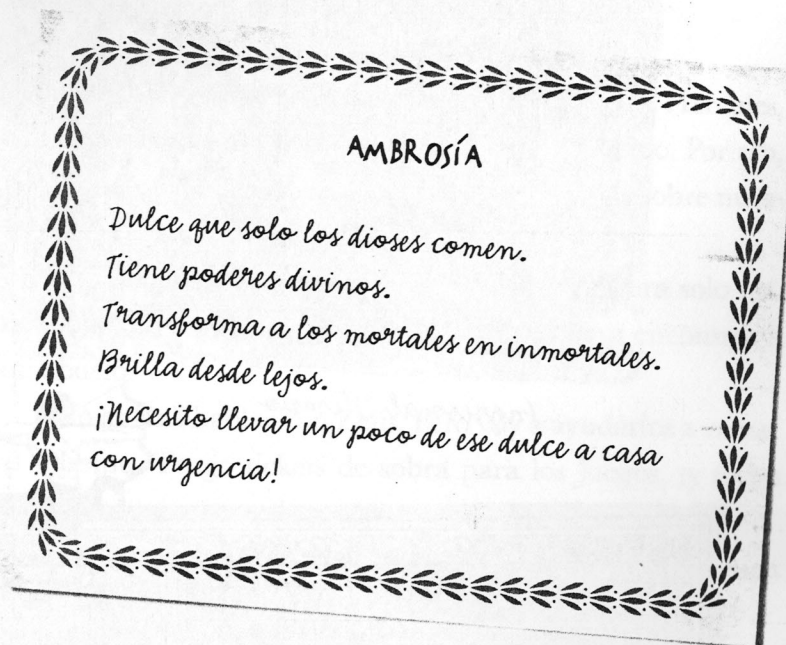 AMBROSÍA
Dulce que solo los dioses comen.
Tiene poderes divinos.
Transforma a los mortales en inmortales.
Brilla desde lejos.
¡Necesito llevar un poco de ese dulce a casa
con urgencia!